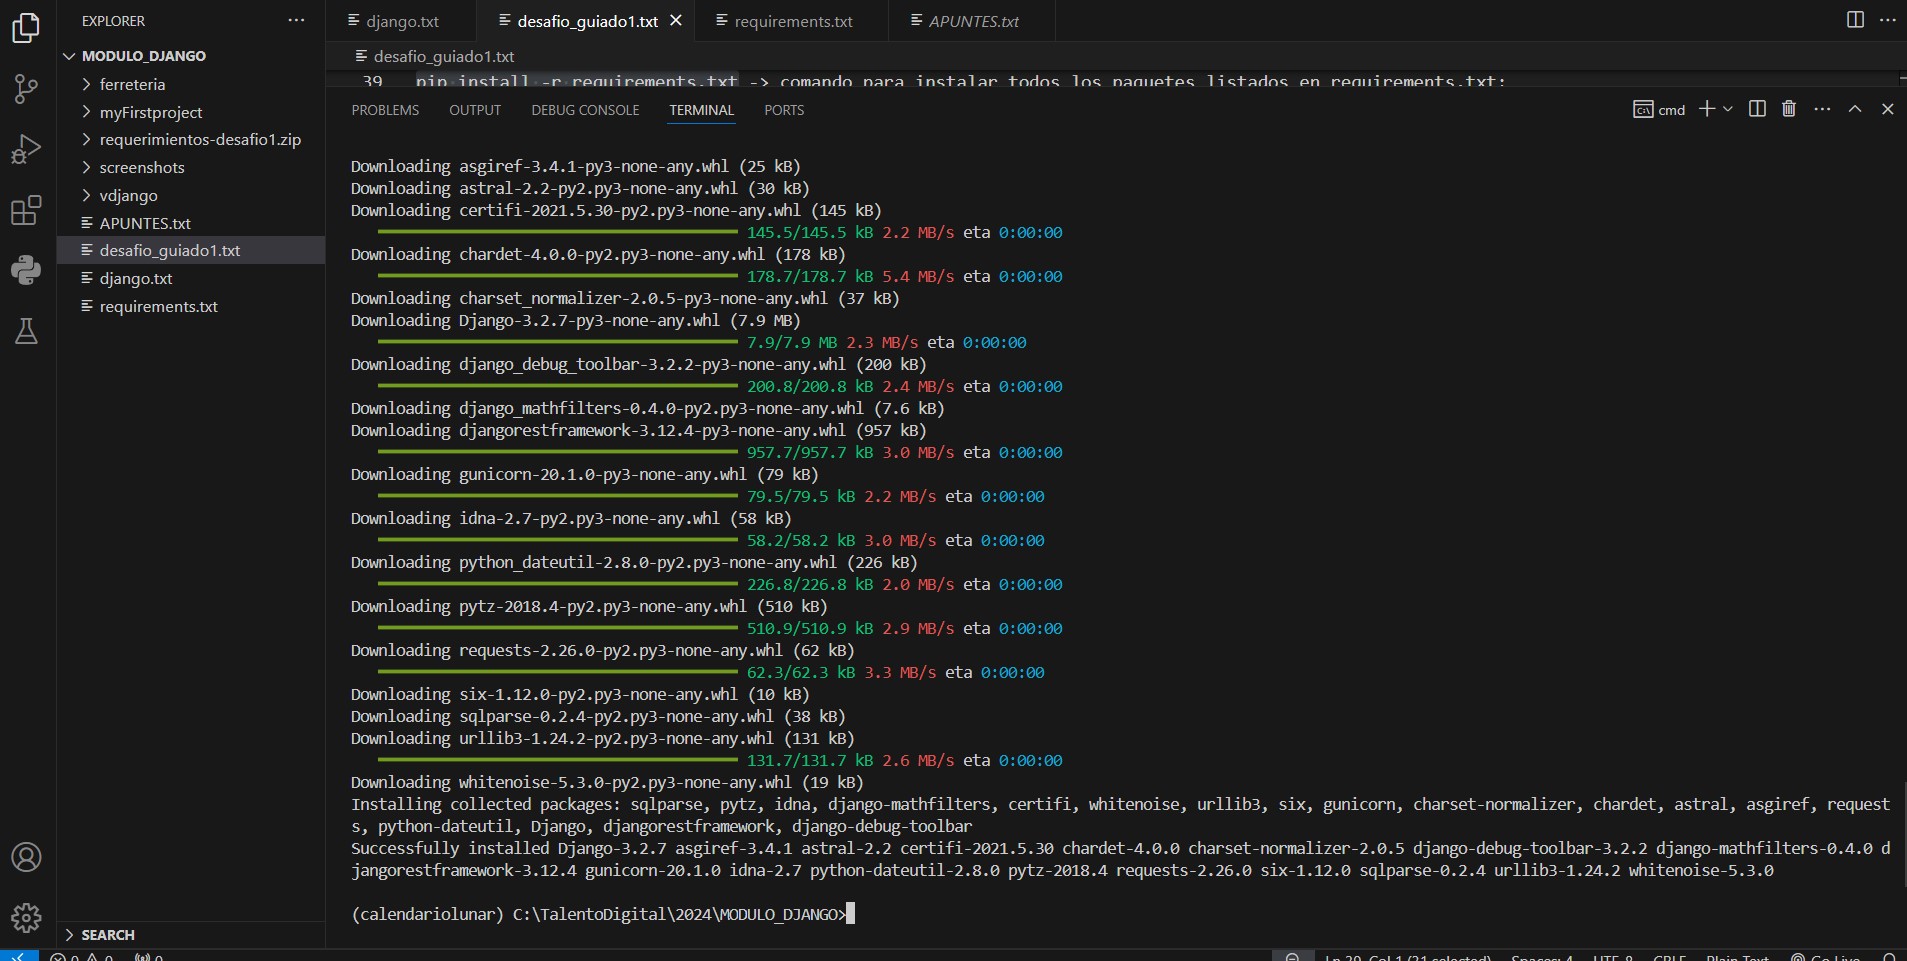 EXPLORER
MODULO_DJANGO
ferreteria
myFirstproject
requerimientos-desafio1.zip
screenshots
vdjango
APUNTES.txt
desafio_guiado1.txt
django.txt
requirements.txt
SEARCH
django.txt
desafio_guiado1.txt
requirements.txt
APUNTES.txt
desafio_guiado1.txt
39 pip install -r requirements.txt -> comando para instalar todos los paquetes listados en requirements.txt:
PROBLEMS OUTPUT DEBUG CONSOLE TERMINAL PORTS
cmd
Downloading asgiref-3.4.1-py3-none-any.whl (25 kB)
Downloading astral-2.2-py2.py3-none-any.whl (30 kB)
Downloading certifi-2021.5.30-py2.py3-none-any.whl (145 kB)
145.5/145.5 kB 2.2 MB/s eta 0:00:00
Downloading chardet-4.0.0-py2.py3-none-any.whl (178 kB)
178.7/178.7 kB 5.4 MB/s eta 0:00:00
Downloading charset_normalizer-2.0.5-py3-none-any.whl (37 kB)
Downloading Django-3.2.7-py3-none-any.whl (7.9 MB)
7.9/7.9 MB 2.3 MB/s eta 0:00:00
Downloading django_debug_toolbar-3.2.2-py3-none-any.whl (200 kB)
200.8/200.8 kB 2.4 MB/s eta 0:00:00
Downloading django_mathfilters-0.4.0-py2.py3-none-any.whl (7.6 kB)
Downloading djangorestframework-3.12.4-py3-none-any.whl (957 kB)
957.7/957.7 kB 3.0 MB/s eta 0:00:00
Downloading gunicorn-20.1.0-py3-none-any.whl (79 kB)
79.5/79.5 kB 2.2 MB/s eta 0:00:00
Downloading idna-2.7-py2.py3-none-any.whl (58 kB)
58.2/58.2 kB 3.0 MB/s eta 0:00:00
Downloading python_dateutil-2.8.0-py2.py3-none-any.whl (226 kB)
226.8/226.8 kB 2.0 MB/s eta 0:00:00
Downloading pytz-2018.4-py2.py3-none-any.whl (510 kB)
510.9/510.9 kB 2.9 MB/s eta 0:00:00
Downloading requests-2.26.0-py2.py3-none-any.whl (62 kB)
62.3/62.3 kB 3.3 MB/s eta 0:00:00
Downloading six-1.12.0-py2.py3-none-any.whl (10 kB)
Downloading sqlparse-0.2.4-py2.py3-none-any.whl (38 kB)
Downloading urllib3-1.24.2-py2.py3-none-any.whl (131 kB)
131.7/131.7 kB 2.6 MB/s eta 0:00:00
Downloading whitenoise-5.3.0-py2.py3-none-any.whl (19 kB)
Installing collected packages: sqlparse, pytz, idna, django-mathfilters, certifi, whitenoise, urllib3, six, gunicorn, charset-normalizer, chardet, astral, asgiref, request
s, python-dateutil, Django, djangorestframework, django-debug-toolbar
Successfully installed Django-3.2.7 asgiref-3.4.1 astral-2.2 certifi-2021.5.30 chardet-4.0.0 charset-normalizer-2.0.5 django-debug-toolbar-3.2.2 django-mathfilters-0.4.0 d
jangorestframework-3.12.4 gunicorn-20.1.0 idna-2.7 python-dateutil-2.8.0 pytz-2018.4 requests-2.26.0 six-1.12.0 sqlparse-0.2.4 urllib3-1.24.2 whitenoise-5.3.0
(calendariolunar) C:\TalentoDigital\2024\MODULO_DJANGO>
0 0 0 Ln 39, Col 1 (31 selected) Spaces: 4 UTF-8 CRLF Plain Text Go Live